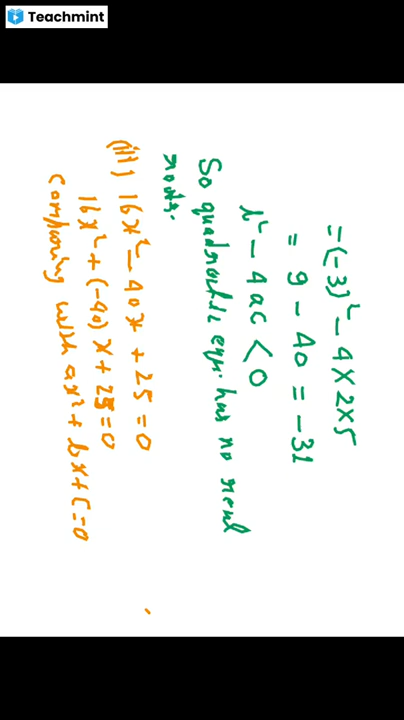 Teachmint
= (-3)² - 4 × 2 × 5
= 9 - 40 = -31
b² - 4ac < 0
So quadratic eqn. has no real
roots.
(iii) 16x² - 40x + 25 = 0
16x² + (-40)x + 25 = 0
Comparing with ax² + bx + c = 0